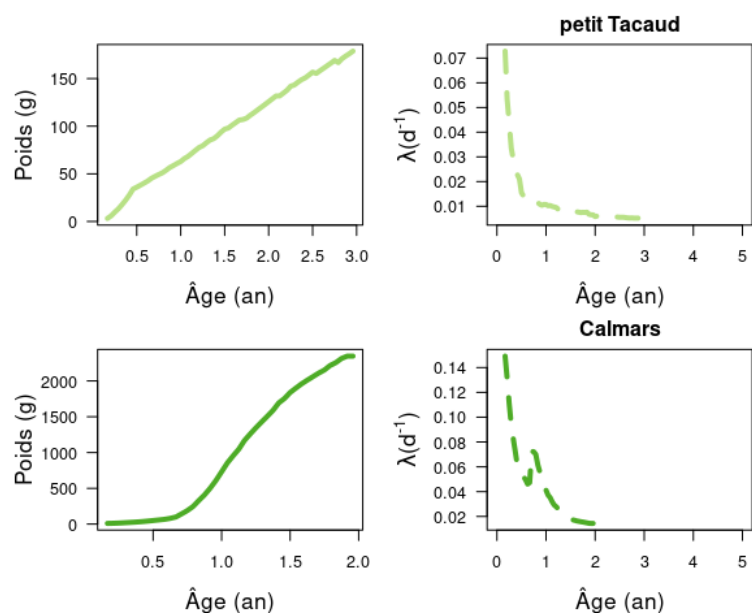 petit Tacaud
Poids (g)
150
100
50
0
0.5 1.0 1.5 2.0 2.5 3.0
Âge (an)
λ(d-1)
0.07
0.06
0.05
0.04
0.03
0.02
0.01
0 1 2 3 4 5
Âge (an)
Calmars
Poids (g)
2000
1500
1000
500
0
0.5 1.0 1.5 2.0
Âge (an)
λ(d-1)
0.14
0.12
0.10
0.08
0.06
0.04
0.02
0 1 2 3 4 5
Âge (an)